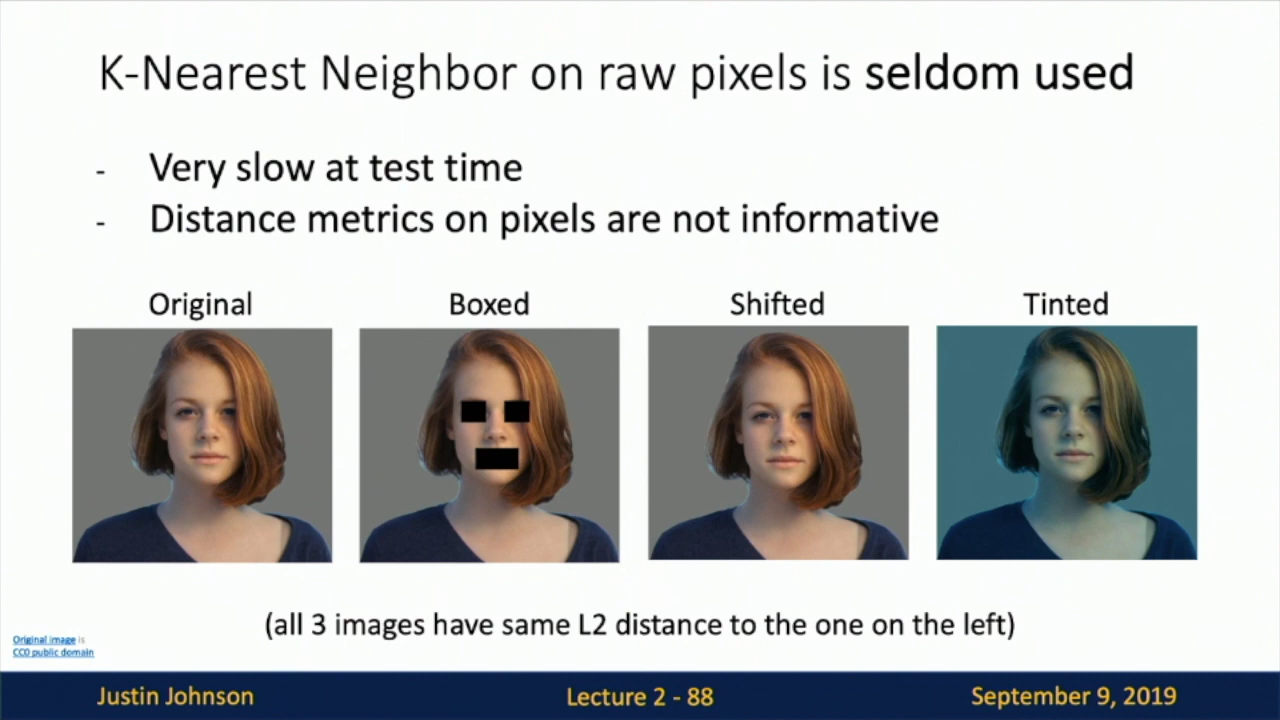 K-Nearest Neighbor on raw pixels is seldom used
- Very slow at test time
- Distance metrics on pixels are not informative
Original Boxed Shifted Tinted
(all 3 images have same L2 distance to the one on the left)
Original image is
CC0 public domain
Justin Johnson Lecture 2 - 88 September 9, 2019